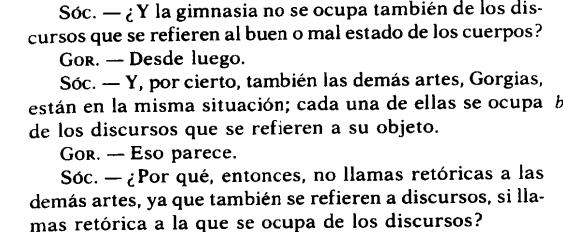 Sóc. — ¿Y la gimnasia no se ocupa también de los dis-
cursos que se refieren al buen o mal estado de los cuerpos?
GOR. — Desde luego.
Sóc. — Y, por cierto, también las demás artes, Gorgias,
están en la misma situación; cada una de ellas se ocupa b
de los discursos que se refieren a su objeto.
GOR. — Eso parece.
Sóc. — ¿Por qué, entonces, no llamas retóricas a las
demás artes, ya que también se refieren a discursos, si lla-
mas retórica a la que se ocupa de los discursos?